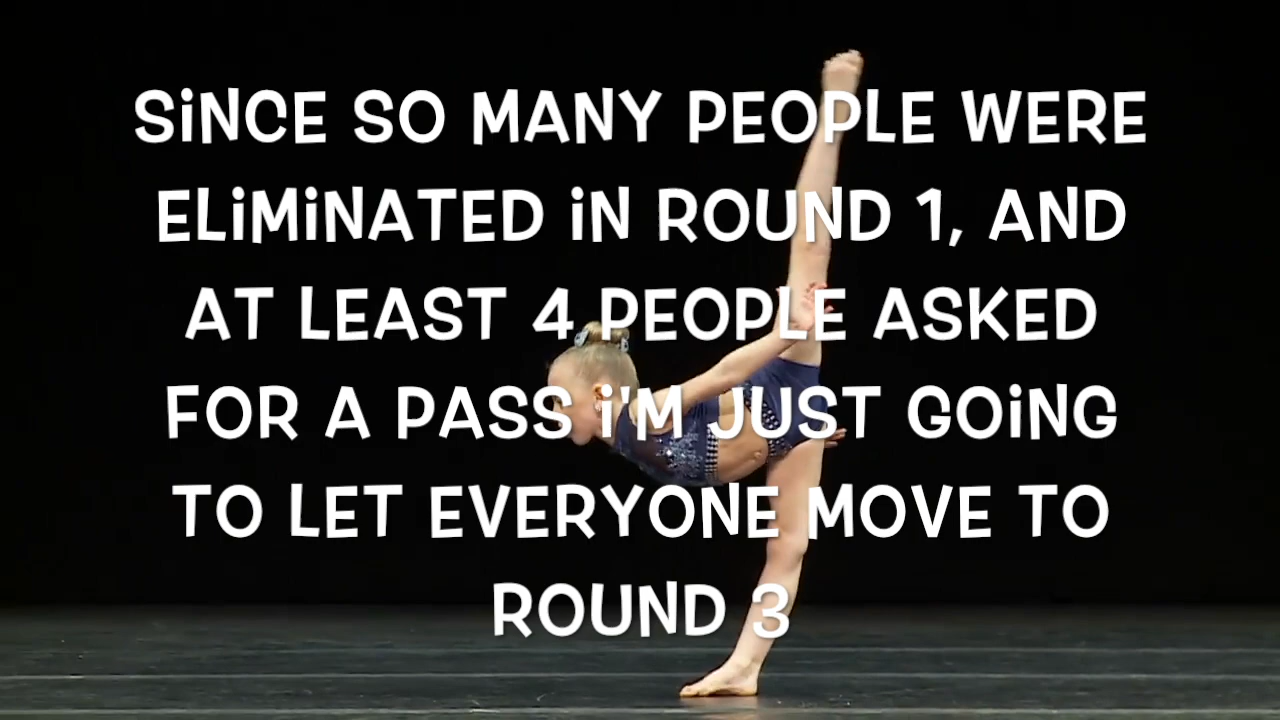 SiNCE SO MANY PEOPLE WERE
ELiMiNATED iN ROUND 1, AND
AT LEAST 4 PEOPLE ASKED
FOR A PASS i'M JUST GOiNG
TO LET EVERYONE MOVE TO
ROUND 3